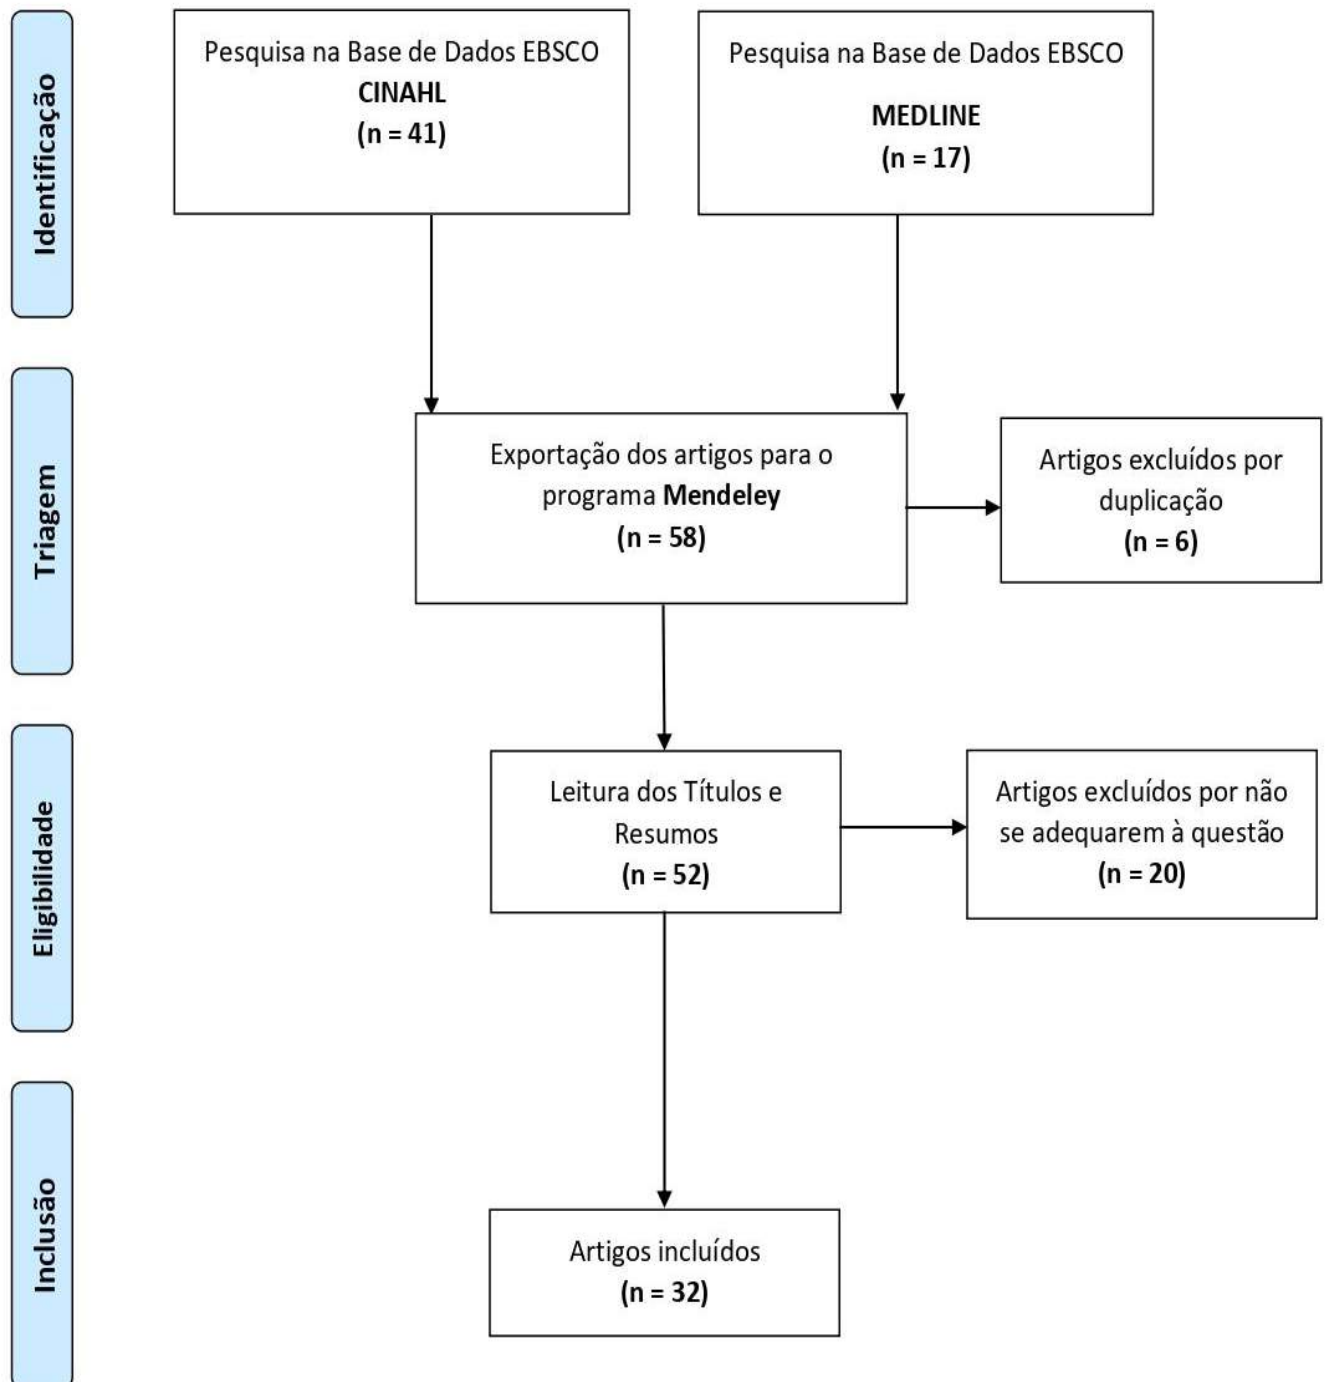 Identificação
Pesquisa na Base de Dados EBSCO
CINAHL
(n = 41)
Pesquisa na Base de Dados EBSCO
MEDLINE
(n = 17)
Triagem
Exportação dos artigos para o
programa Mendeley
(n = 58)
Artigos excluídos por
duplicação
(n = 6)
Eligibilidade
Leitura dos Títulos e
Resumos
(n = 52)
Artigos excluídos por não
se adequarem à questão
(n = 20)
Inclusão
Artigos incluídos
(n = 32)